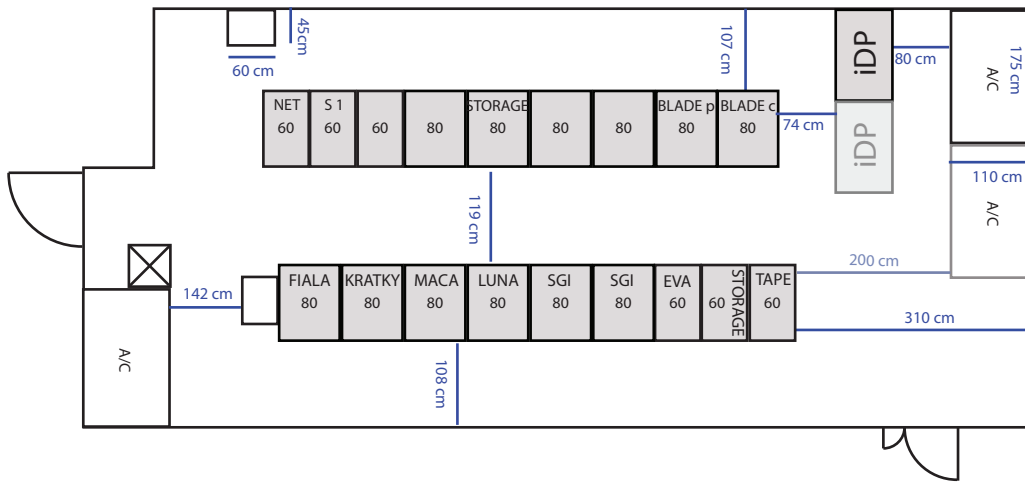 45cm
60 cm
107 cm
iDP
80 cm
175 cm
A/C
NET
60
S 1
60
60
80
STORAGE
80
80
80
BLADE p
80
BLADE c
80
74 cm
iDP
110 cm
A/C
119 cm
200 cm
142 cm
FIALA
80
KRATKY
80
MACA
80
LUNA
80
SGI
80
SGI
80
EVA
60
60
STORAGE
TAPE
60
310 cm
A/C
108 cm